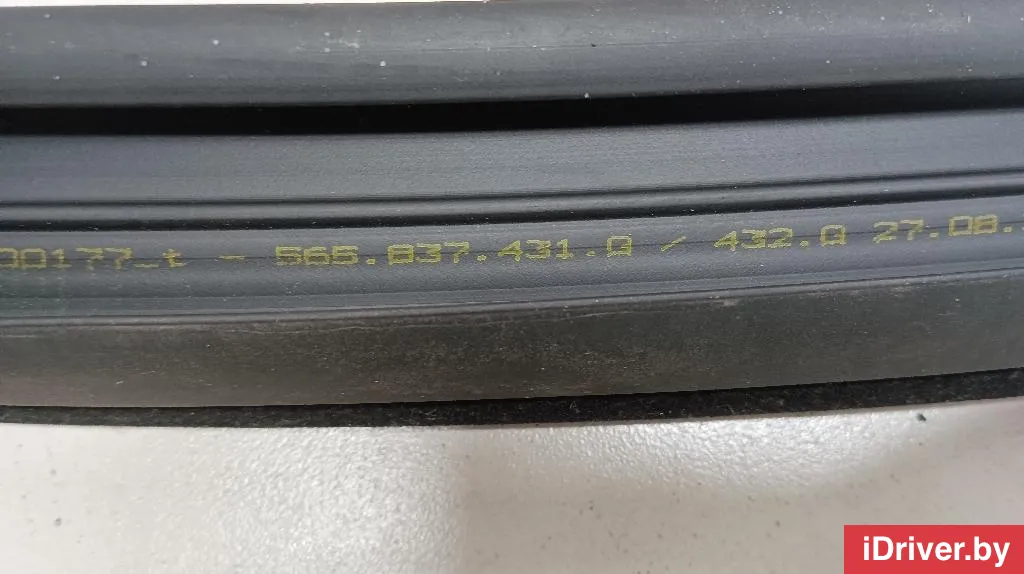 00177_t - 565.837.431.Q / 432.Q 27.08.
iDriver.by